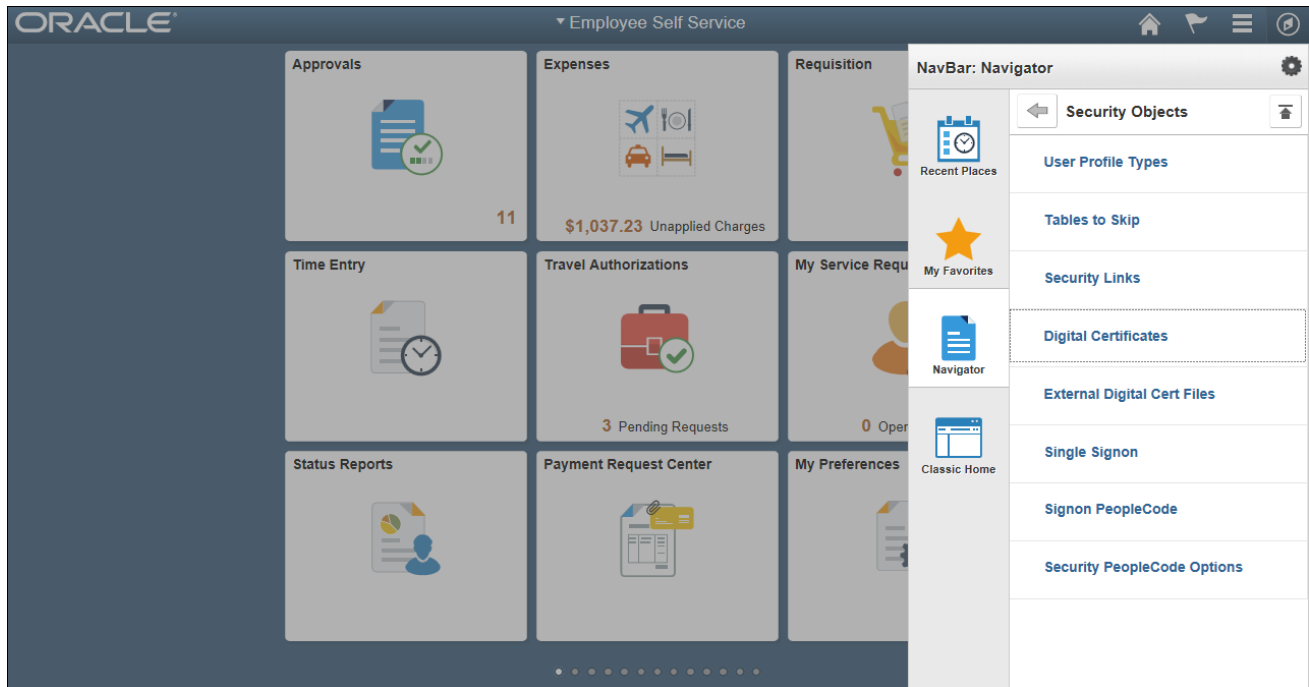 ORACLE
Employee Self Service
Approvals
11
Expenses
$1,037.23 Unapplied Charges
Requisition
Time Entry
Travel Authorizations
3 Pending Requests
My Service Requ
0 Oper
Status Reports
Payment Request Center
My Preferences
NavBar: Navigator
Recent Places
My Favorites
Navigator
Classic Home
Security Objects
User Profile Types
Tables to Skip
Security Links
Digital Certificates
External Digital Cert Files
Single Signon
Signon PeopleCode
Security PeopleCode Options